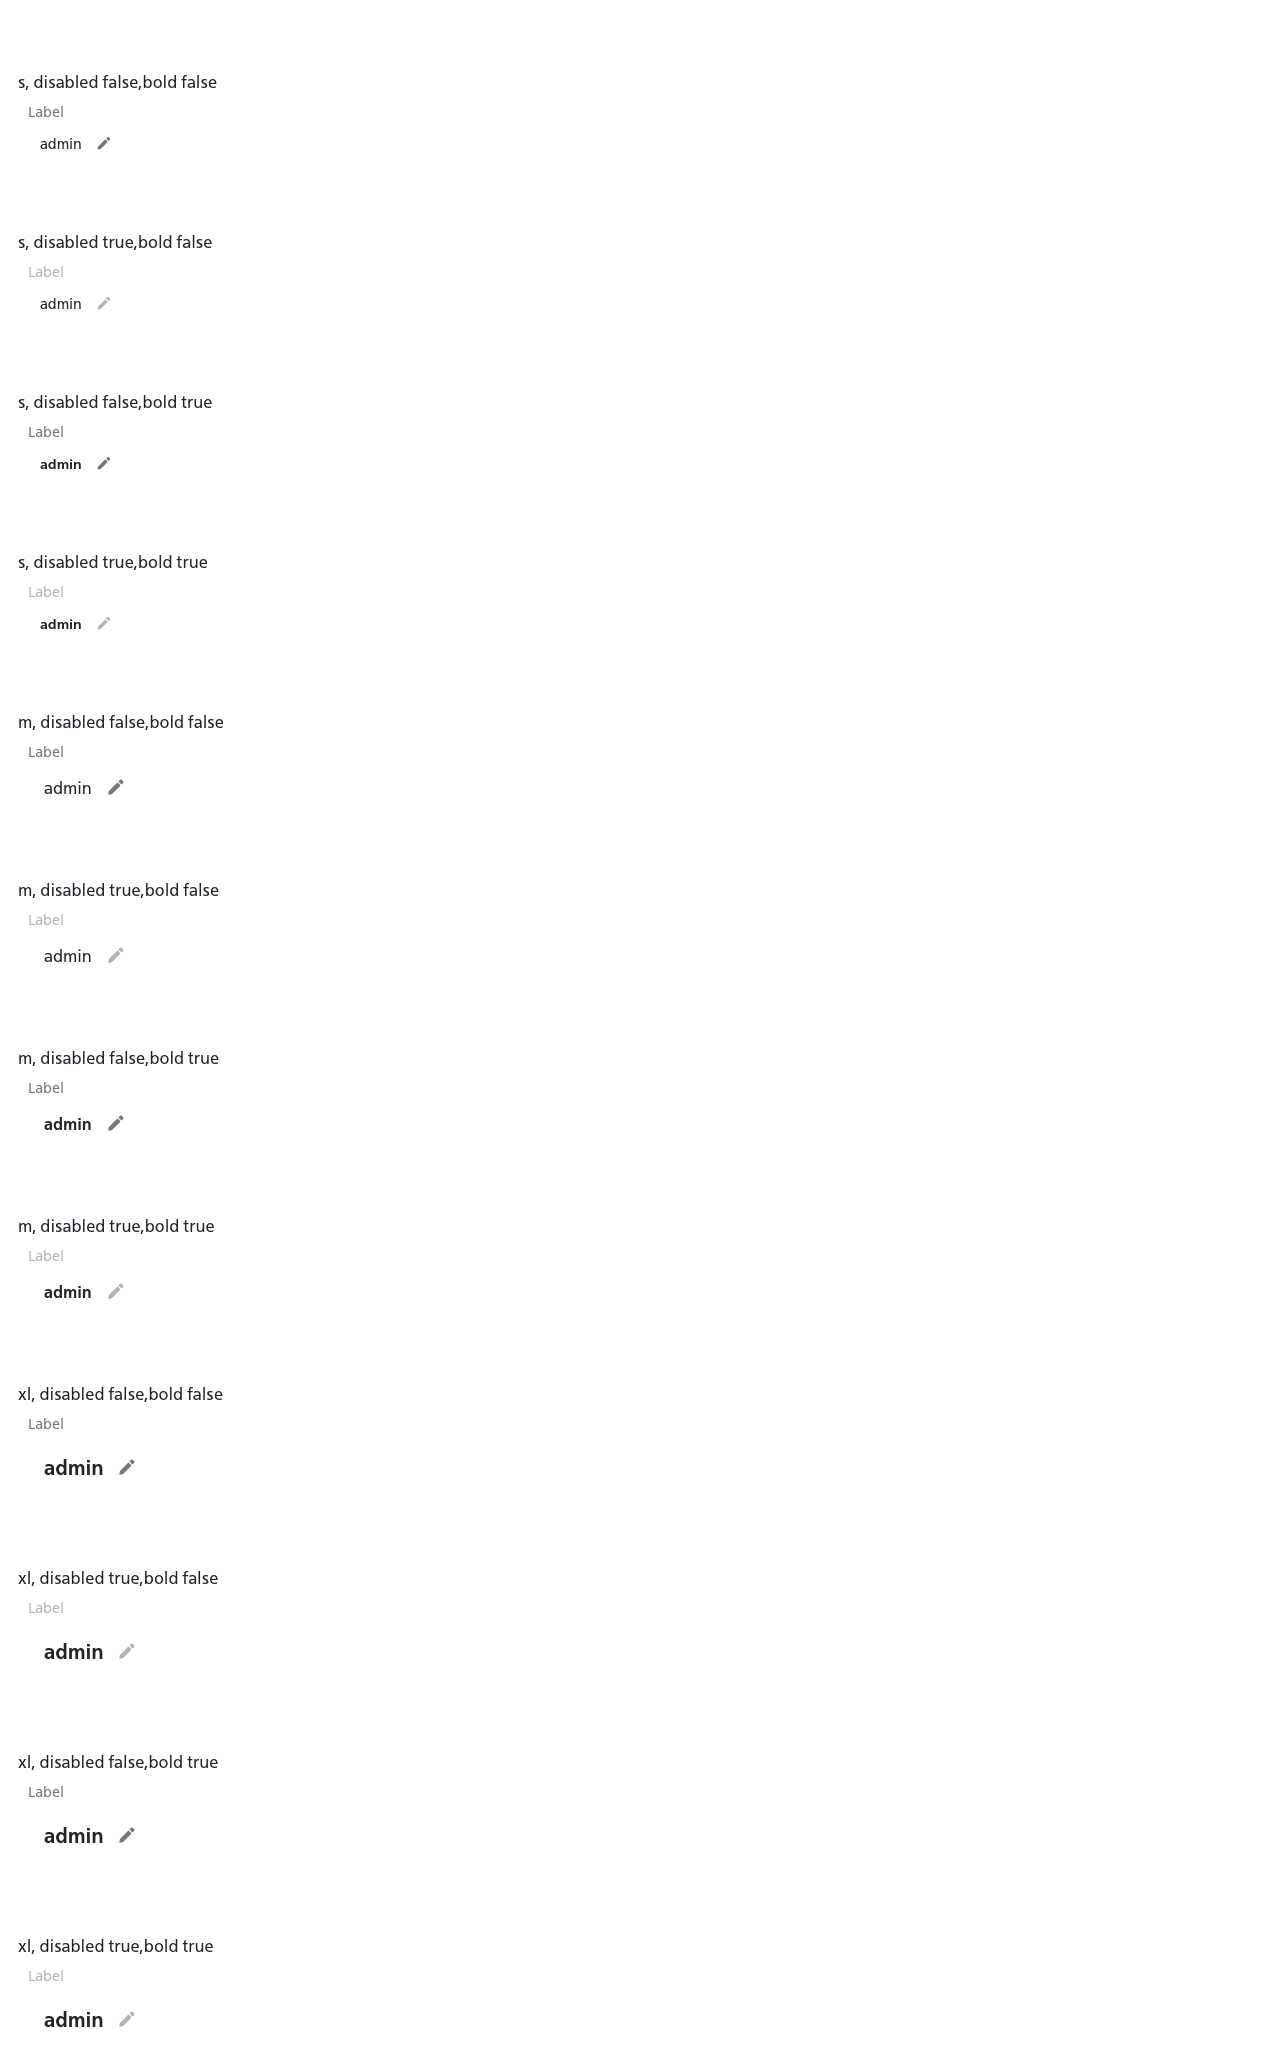 s, disabled false,bold false
Label
admin
s, disabled true,bold false
Label
admin
s, disabled false,bold true
Label
admin
s, disabled true,bold true
Label
admin
m, disabled false,bold false
Label
admin
m, disabled true,bold false
Label
admin
m, disabled false,bold true
Label
admin
m, disabled true,bold true
Label
admin
xl, disabled false,bold false
Label
admin
xl, disabled true,bold false
Label
admin
xl, disabled false,bold true
Label
admin
xl, disabled true,bold true
Label
admin